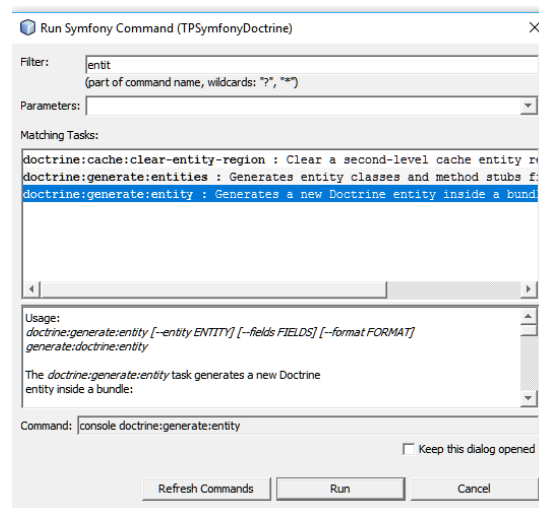 Run Symfony Command (TPSymfonyDoctrine)
Filter: entit
(part of command name, wildcards: "?", "*")
Parameters:
Matching Tasks:
doctrine:cache:clear-entity-region : Clear a second-level cache entity r
doctrine:generate:entities : Generates entity classes and method stubs f
doctrine:generate:entity : Generates a new Doctrine entity inside a bund
Usage:
doctrine:generate:entity [--entity ENTITY] [--fields FIELDS] [--format FORMAT]
generate:doctrine:entity
The doctrine:generate:entity task generates a new Doctrine
entity inside a bundle:
Command: console doctrine:generate:entity
Keep this dialog opened
Refresh Commands Run Cancel